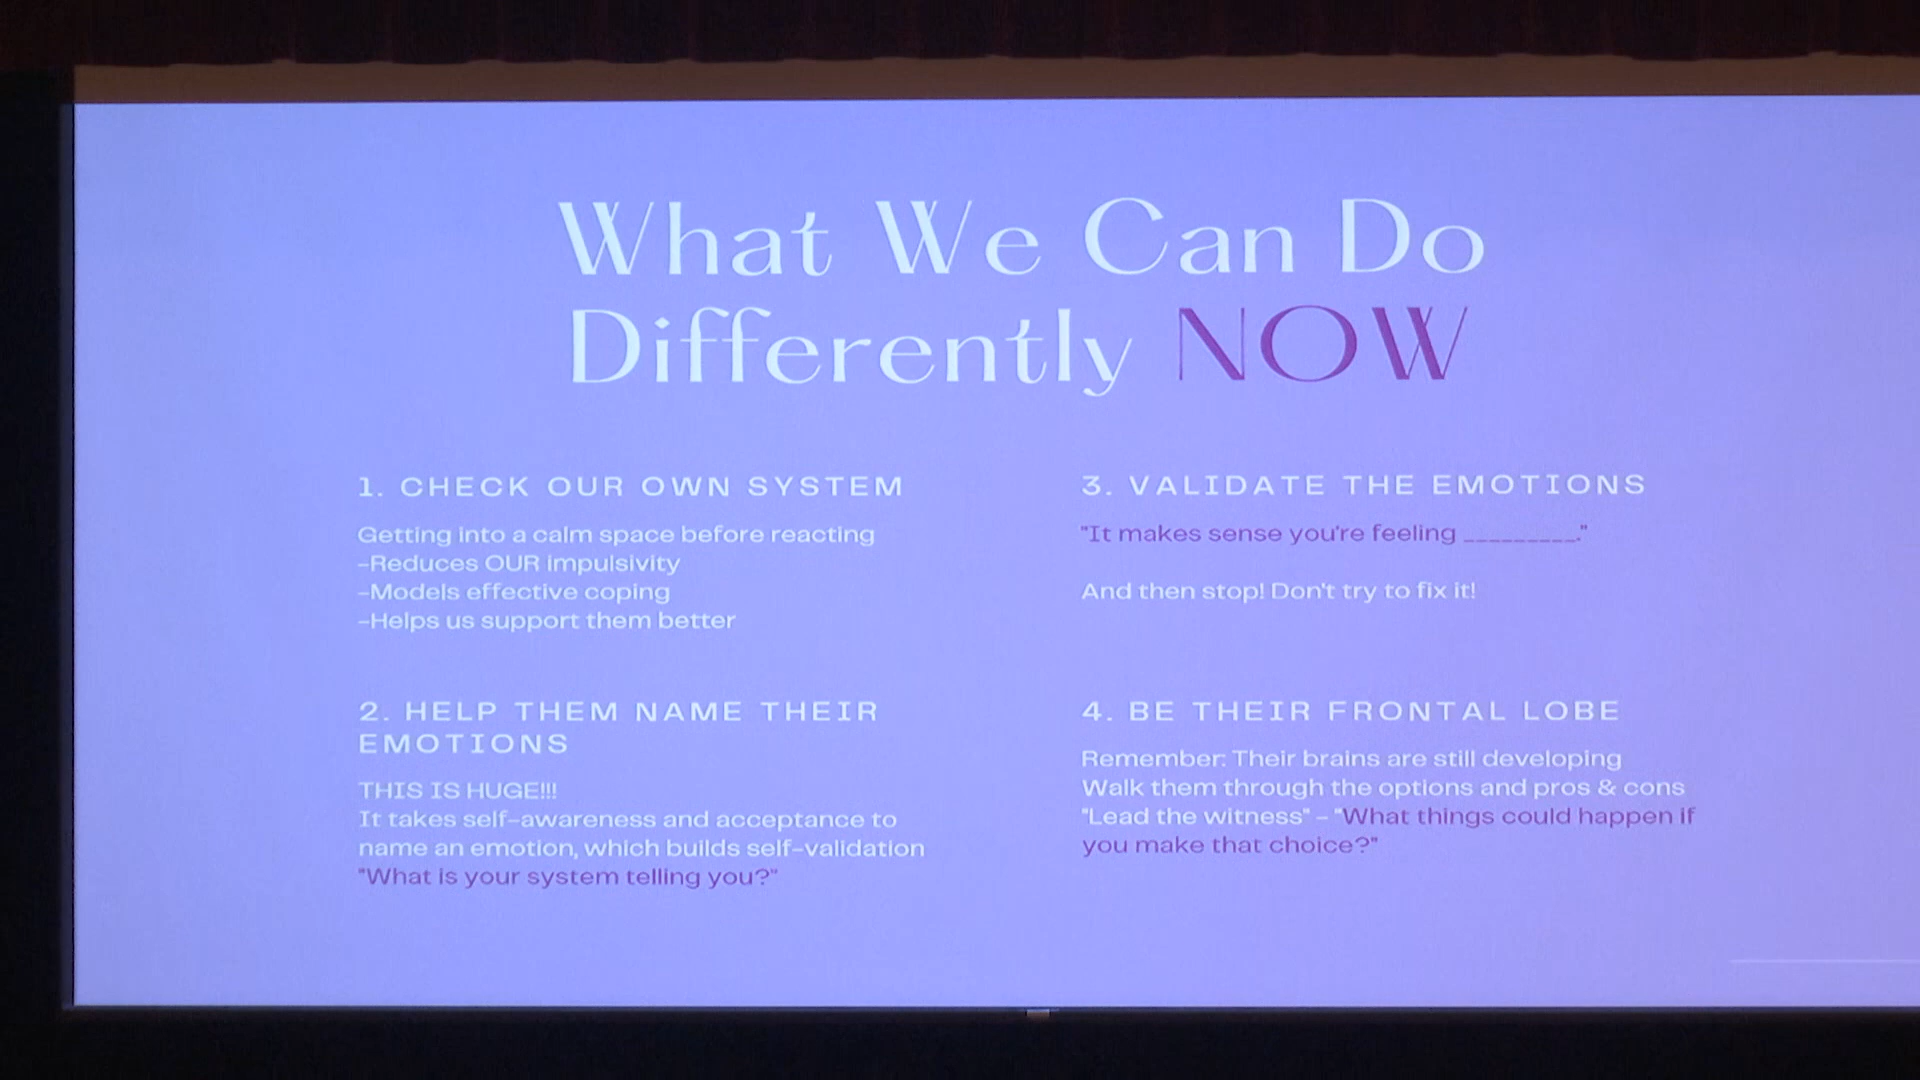 What We Can Do
Differently NOW
1. CHECK OUR OWN SYSTEM
Getting into a calm space before reacting
-Reduces OUR impulsivity
-Models effective coping
-Helps us support them better
2. HELP THEM NAME THEIR
EMOTIONS
THIS IS HUGE!!!
It takes self-awareness and acceptance to
name an emotion, which builds self-validation
"What is your system telling you?"
3. VALIDATE THE EMOTIONS
"It makes sense you're feeling _________."
And then stop! Don't try to fix it!
4. BE THEIR FRONTAL LOBE
Remember: Their brains are still developing
Walk them through the options and pros & cons
"Lead the witness" - "What things could happen if
you make that choice?"